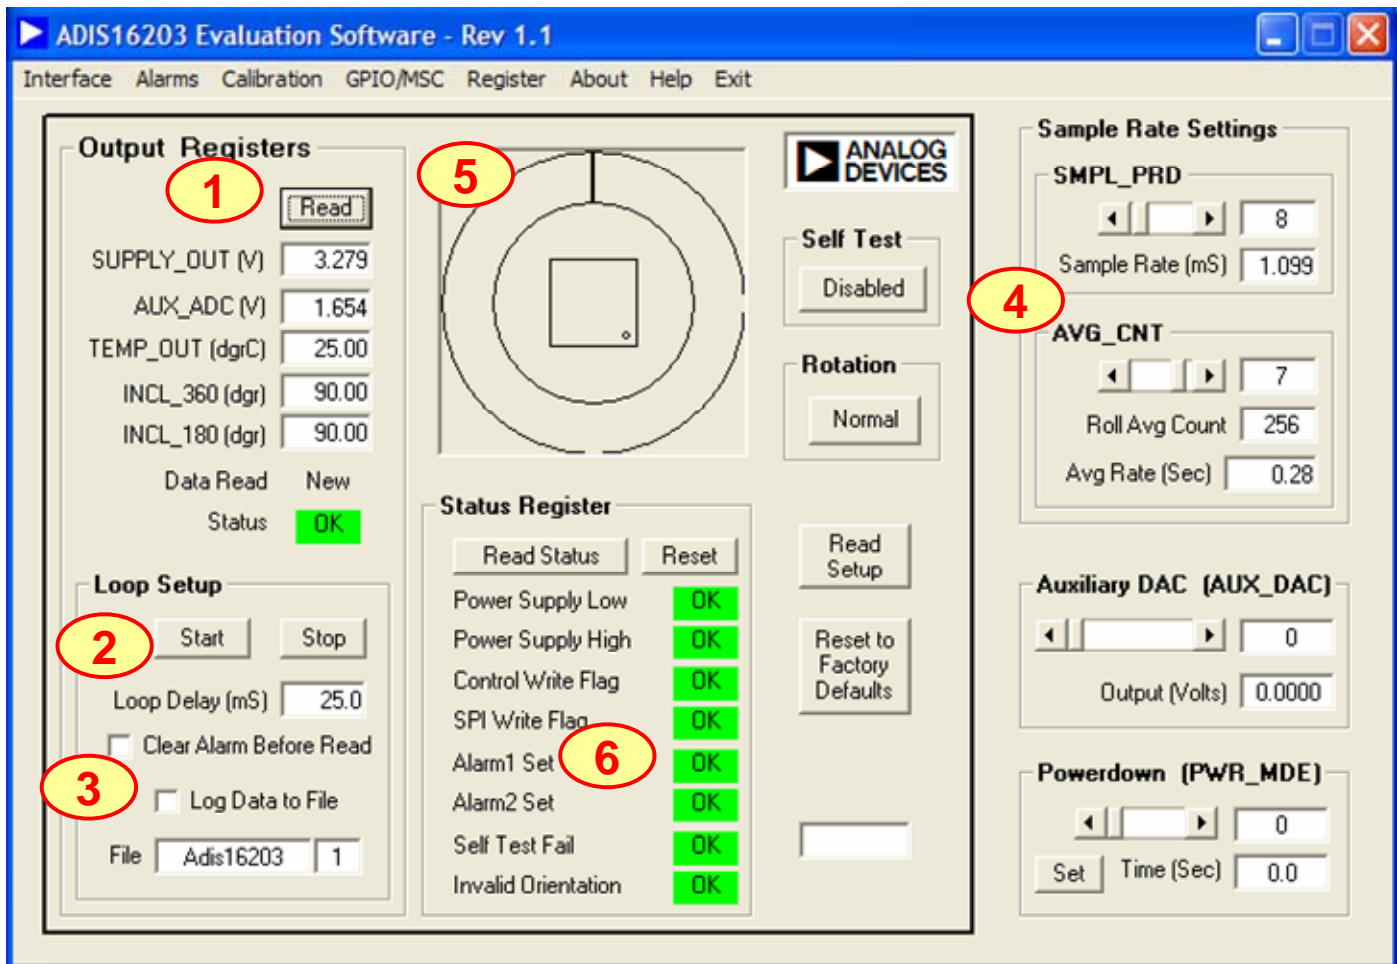 ADIS16203 Evaluation Software - Rev 1.1
Interface Alarms Calibration GPIO/MSC Register About Help Exit
Output Registers
1
Read
SUPPLY_OUT (V) 3.279
AUX_ADC (V) 1.654
TEMP_OUT (dgrC) 25.00
INCL_360 (dgr) 90.00
INCL_180 (dgr) 90.00
Data Read New
Status OK
Loop Setup
2
Start Stop
Loop Delay (mS) 25.0
Clear Alarm Before Read
3
Log Data to File
File Adis16203 1
5
Status Register
Read Status Reset
Power Supply Low OK
Power Supply High OK
Control Write Flag OK
SPI Write Flag OK
6
Alarm1 Set OK
Alarm2 Set OK
Self Test Fail OK
Invalid Orientation OK
ANALOG
DEVICES
Self Test
Disabled
Rotation
Normal
Read
Setup
Reset to
Factory
Defaults
Sample Rate Settings
SMPL_PRD
8
Sample Rate (mS) 1.099
4
AVG_CNT
7
Roll Avg Count 256
Avg Rate (Sec) 0.28
Auxiliary DAC (AUX_DAC)
0
Output (Volts) 0.0000
Powerdown (PWR_MDE)
0
Set Time (Sec) 0.0